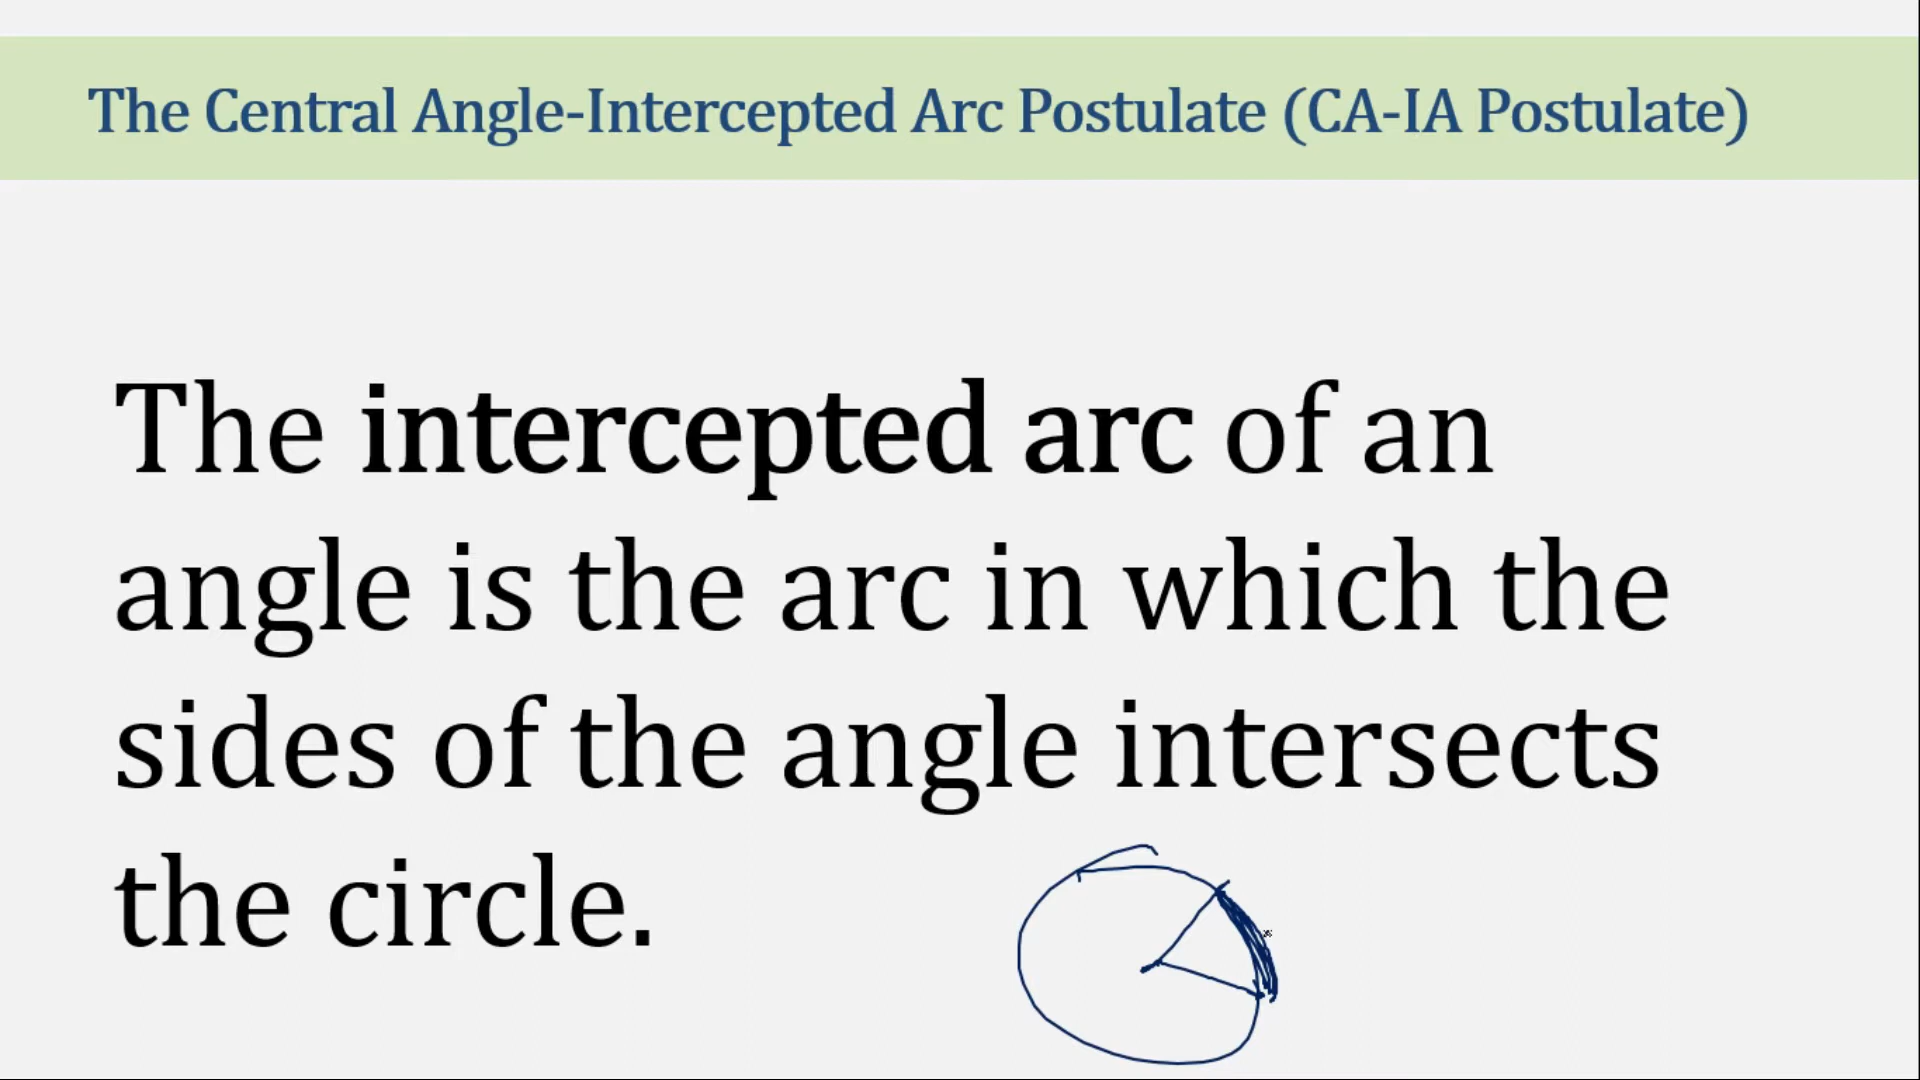 The Central Angle-Intercepted Arc Postulate (CA-IA Postulate)
The intercepted arc of an
angle is the arc in which the
sides of the angle intersects
the circle.